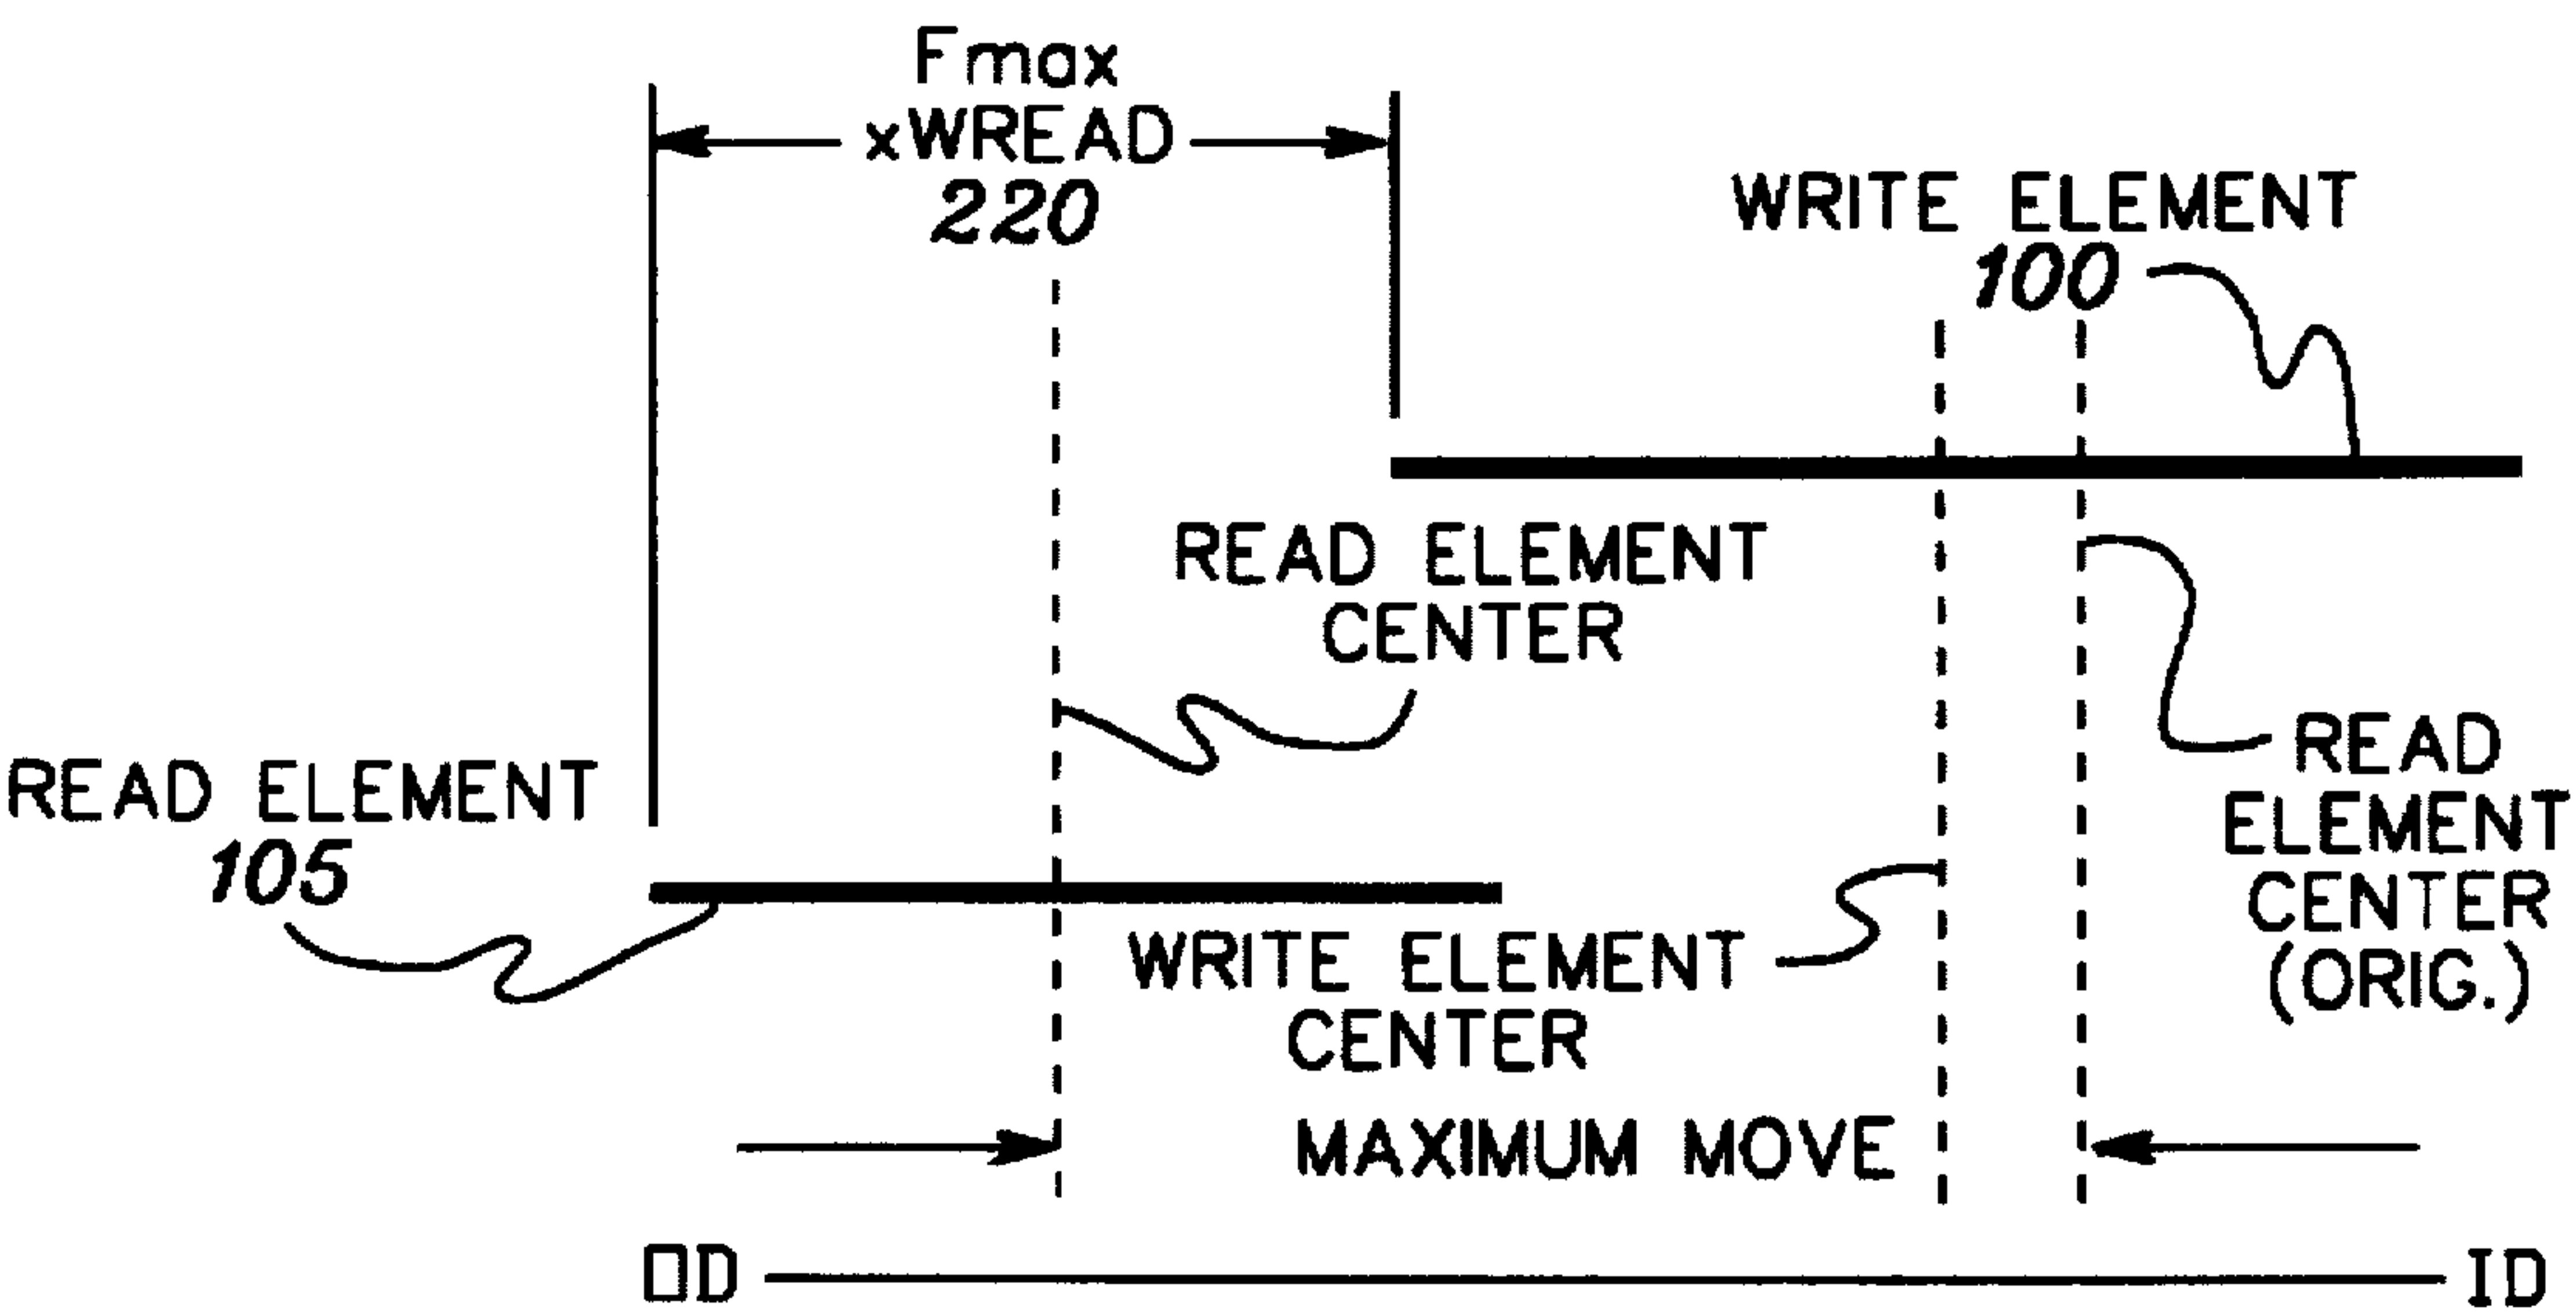 Fmax
xWREAD
220
WRITE ELEMENT
100
READ ELEMENT
CENTER
READ
ELEMENT
CENTER
(ORIG.)
READ ELEMENT
105
WRITE ELEMENT
CENTER
MAXIMUM MOVE
OD
ID